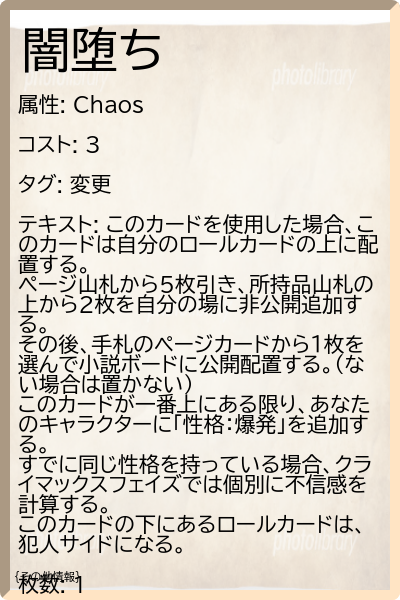 闇堕ち
属性: Chaos
コスト: 3
タグ: 変更
テキスト: このカードを使用した場合、こ
のカードは自分のロールカードの上に配
置する。
ページ山札から5枚引き、所持品山札の
上から2枚を自分の場に非公開追加す
る。
その後、手札のページカードから1枚を
選んで小説ボードに公開配置する。(な
い場合は置かない)
このカードが一番上にある限り、あなた
のキャラクターに「性格:爆発」を追加す
る。
すでに同じ性格を持っている場合、クラ
イマックスフェイズでは個別に不信感を
計算する。
このカードの下にあるロールカードは、
犯人サイドになる。
{その他情報}
枚数: 1
photolibrary
photolibrary
photolibrary